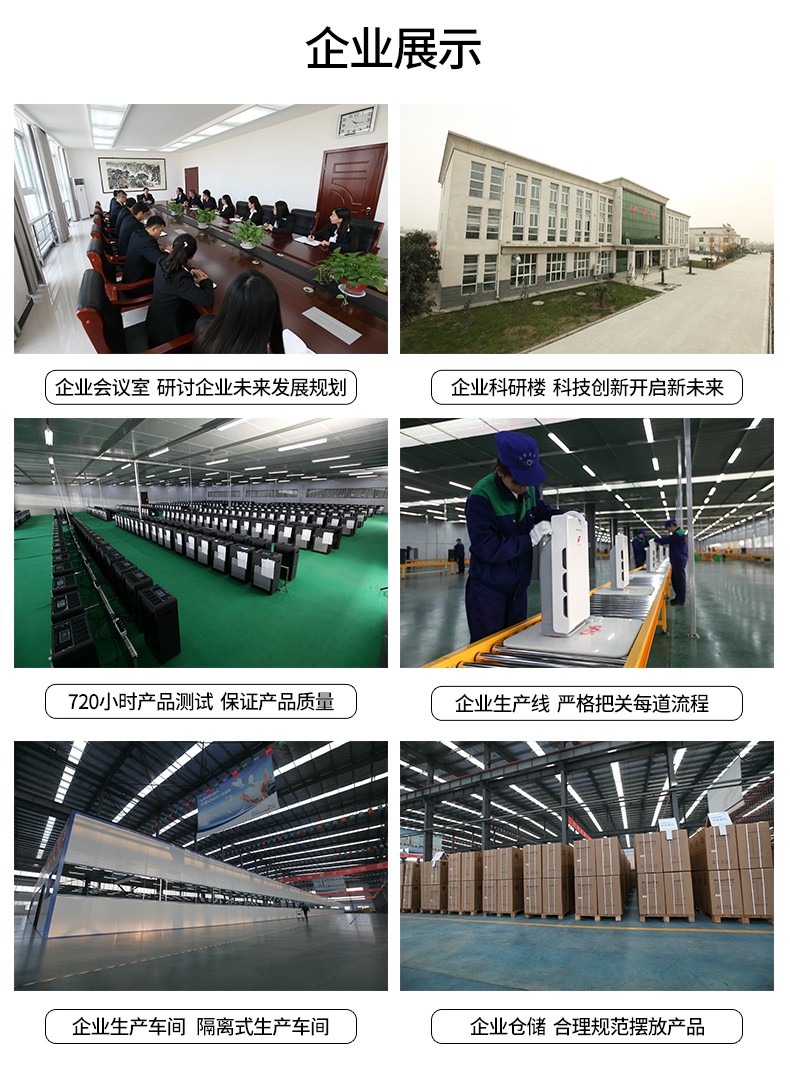 企业展示
企业会议室 研讨企业未来发展规划
企业科研楼 科技创新开启新未来
720小时产品测试 保证产品质量
企业生产线 严格把关每道流程
企业生产车间 隔离式生产车间
企业仓储 合理规范摆放产品